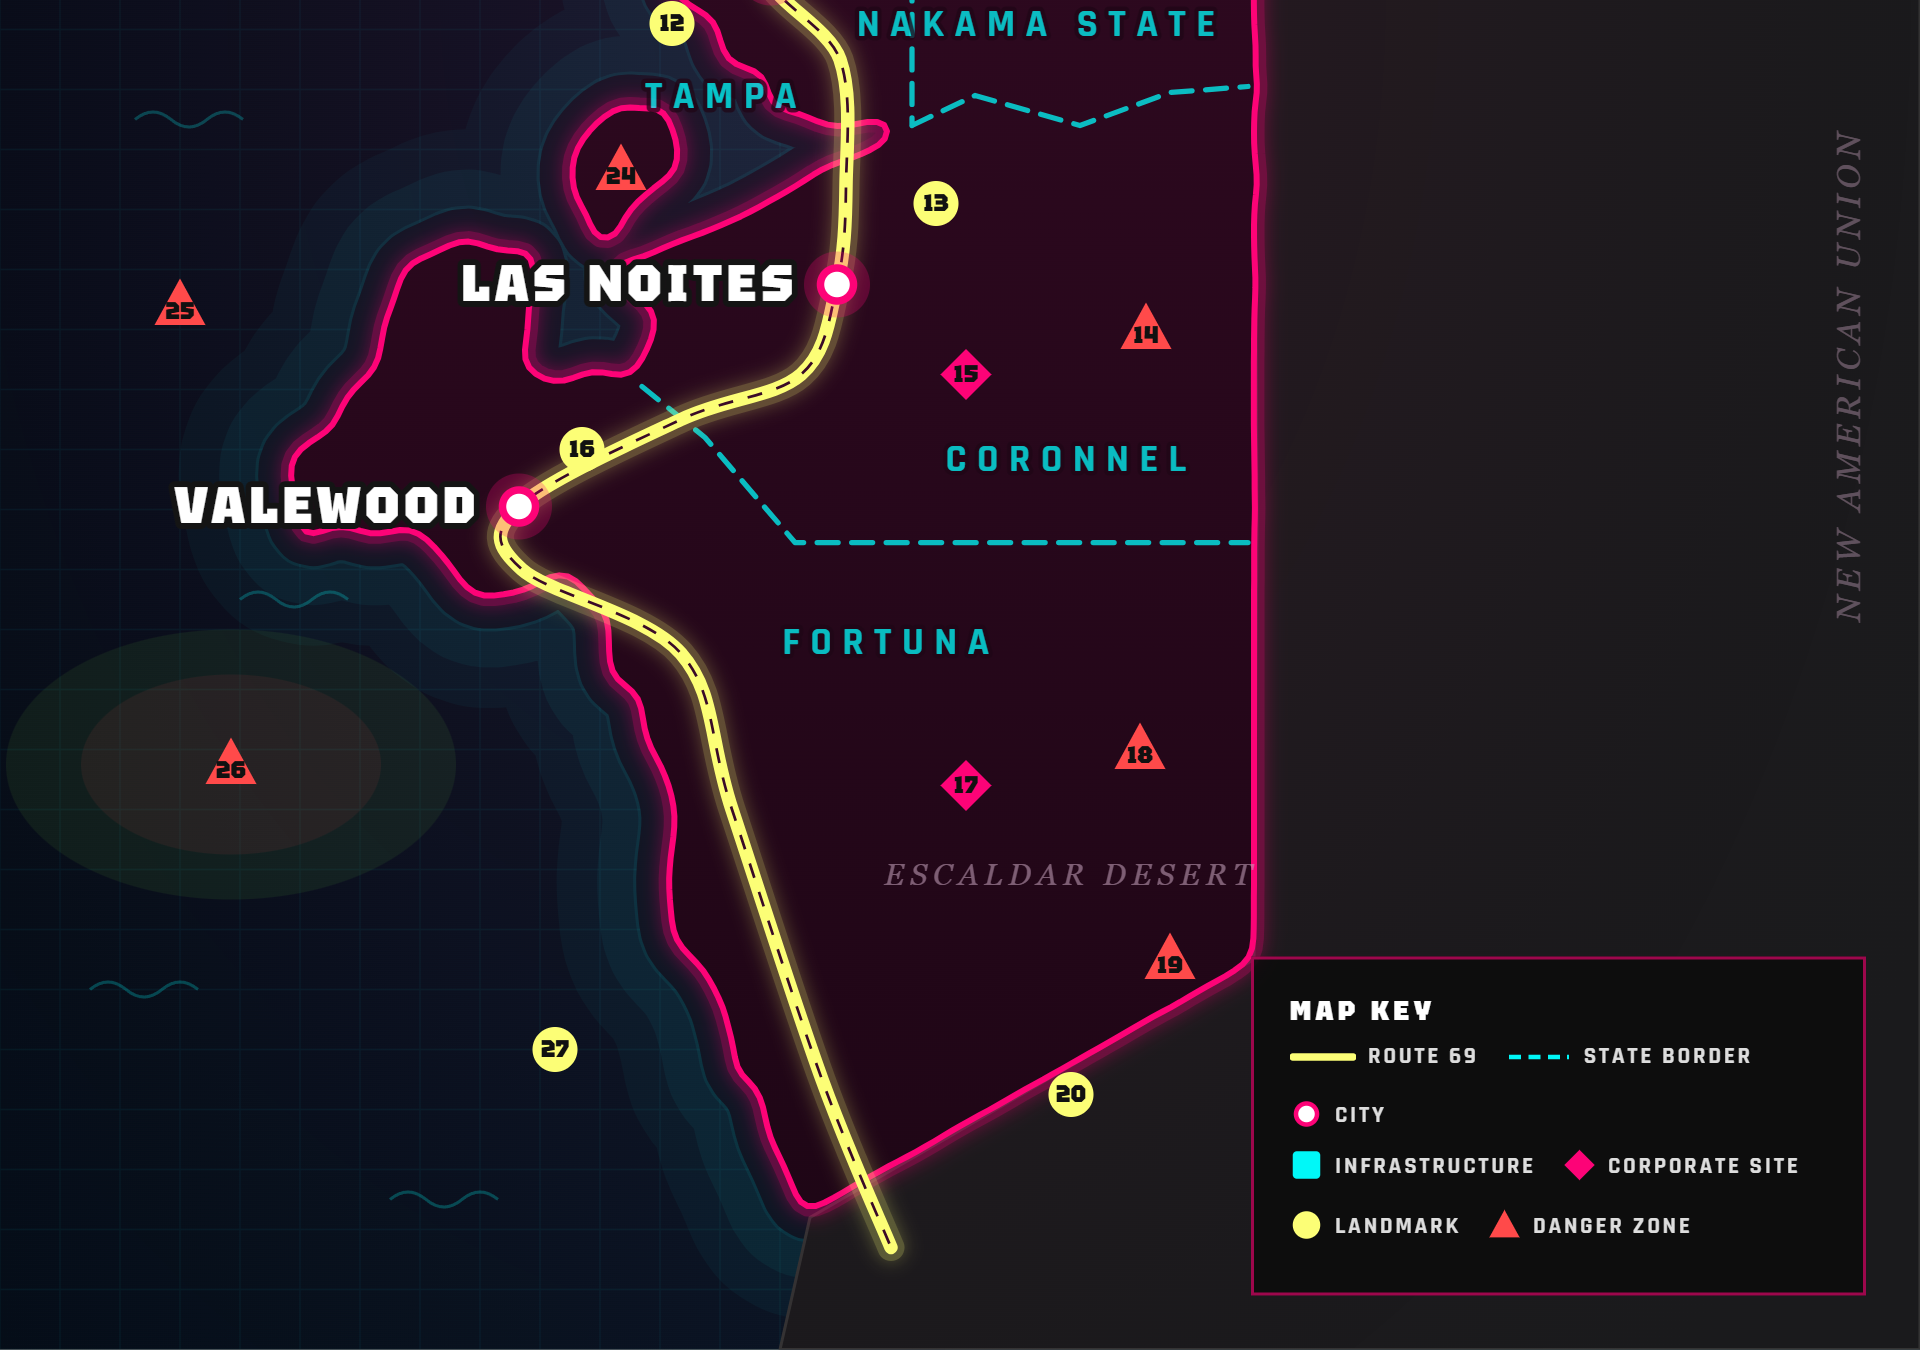 12
NAKAMA STATE
TAMPA
24
13
LAS NOITES
25
14
15
16
CORONNEL
VALEWOOD
FORTUNA
NEW AMERICAN UNION
26
18
17
ESCALDAR DESERT
19
27
20
MAP KEY
ROUTE 69
STATE BORDER
CITY
INFRASTRUCTURE
CORPORATE SITE
LANDMARK
DANGER ZONE